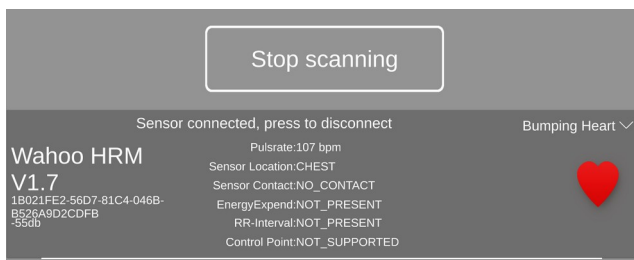 Stop scanning
Sensor connected, press to disconnect
Bumping Heart
Wahoo HRM
V1.7
1B021FE2-56D7-81C4-046B-
B526A9D2CDFB
-55db
Pulsrate:107 bpm
Sensor Location:CHEST
Sensor Contact:NO_CONTACT
EnergyExpend:NOT_PRESENT
RR-Interval:NOT_PRESENT
Control Point:NOT_SUPPORTED